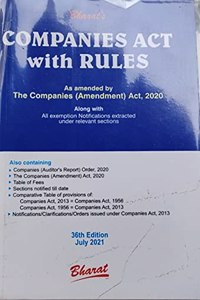 Bharat's
COMPANIES ACT
with RULES
As amended by
The Companies (Amendment) Act, 2020
Along with
All exemption Notifications extracted
under relevant sections
Also containing
• Companies (Auditor's Report) Order, 2020
• The Companies (Amendment) Act, 2020
• Table of Fees
• Sections notified till date
• Comparative Table of provisions of:
Companies Act, 2013 = Companies Act, 1956
Companies Act, 1956 = Companies Act, 2013
• Notifications/Clarifications/Orders issued under Companies Act, 2013
36th Edition
July 2021
Bharat